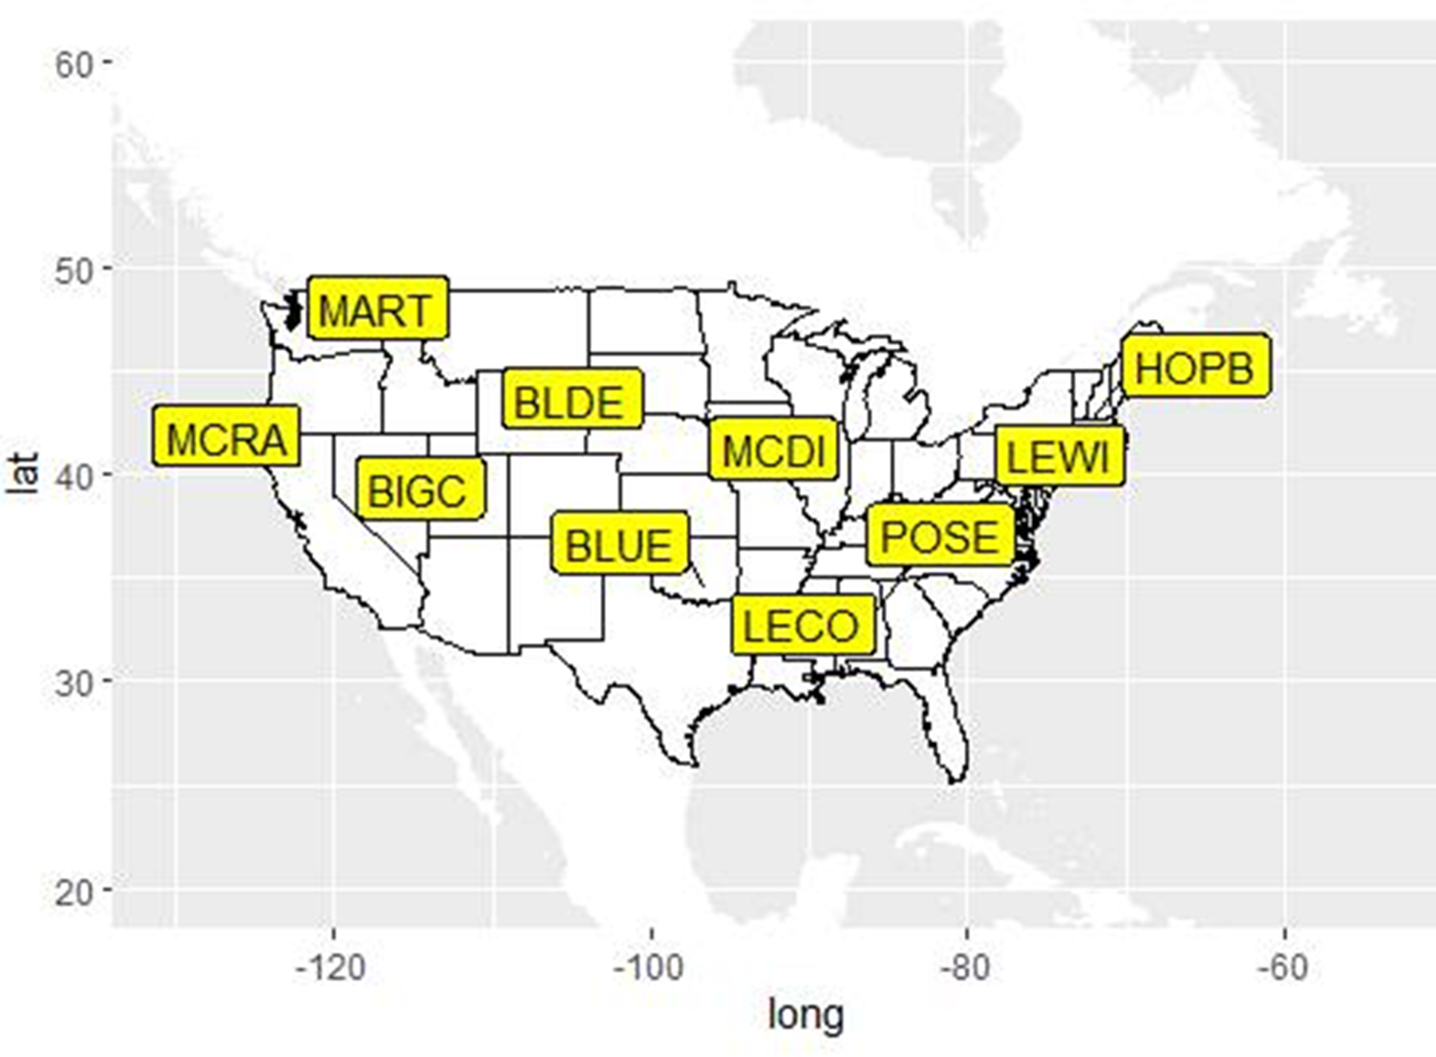 60
50
40
30
20
lat
MART
HOPB
BLDE
MCRA
MCDI
LEWI
BIGC
BLUE
POSE
LECO
-120
-100
-80
-60
long